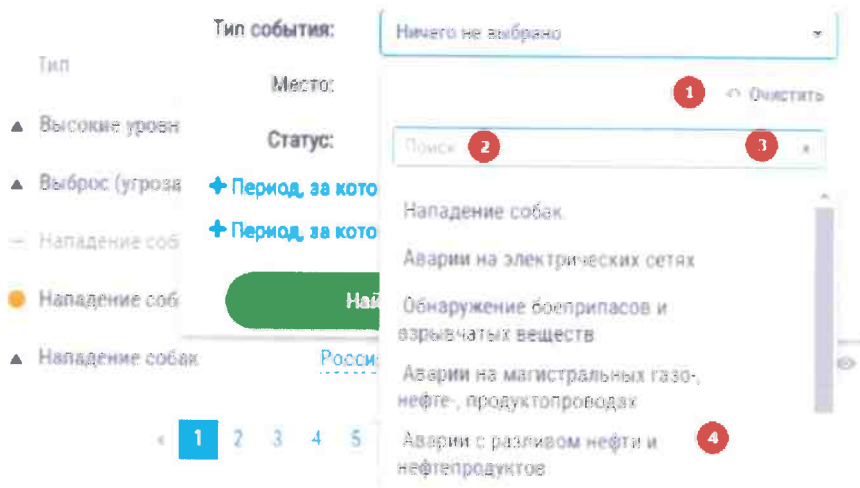 Тип события:
Ничего не выбрано
Тип
Место:
1
Очистить
Высокие уровн
Статус:
Поиск
2
3
Выброс (угроза
+ Период, за кото
Нападение собак
Нападение соб
+ Период, за кото
Аварии на электрических сетях
Нападение соб
Най
Обнаружение боеприпасов и
взрывчатых веществ
Нападение собак
Росси
Аварии на магистральных газо-,
нефте-, продуктопроводах
« 1 2 3 4 5
Аварии с разливом нефти и
нефтепродуктов
4